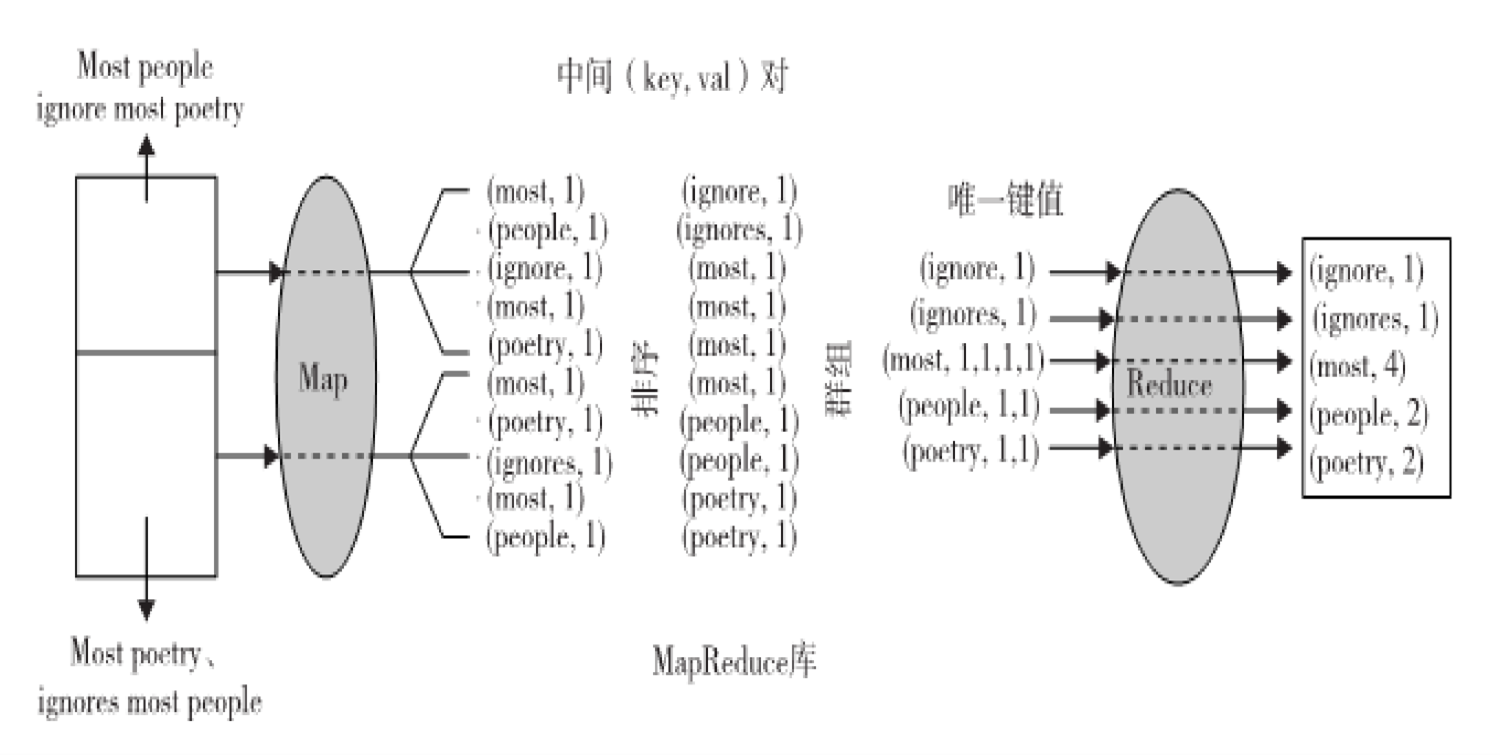 Most people
ignore most poetry
中间（key, val）对
(most, 1)
(people, 1)
(ignore, 1)
(most, 1)
(poetry, 1)
(most, 1)
(poetry, 1)
(ignores, 1)
(most, 1)
(people, 1)
(ignore, 1)
(ignores, 1)
(most, 1)
(most, 1)
(most, 1)
(most, 1)
(people, 1)
(people, 1)
(poetry, 1)
(poetry, 1)
唯一键值
(ignore, 1)
(ignores, 1)
(most, 1,1,1,1)
(people, 1,1)
(poetry, 1,1)
(ignore, 1)
(ignores, 1)
(most, 4)
(people, 2)
(poetry, 2)
Map
排序
群组
Reduce
Most poetry、
ignores most people
MapReduce库